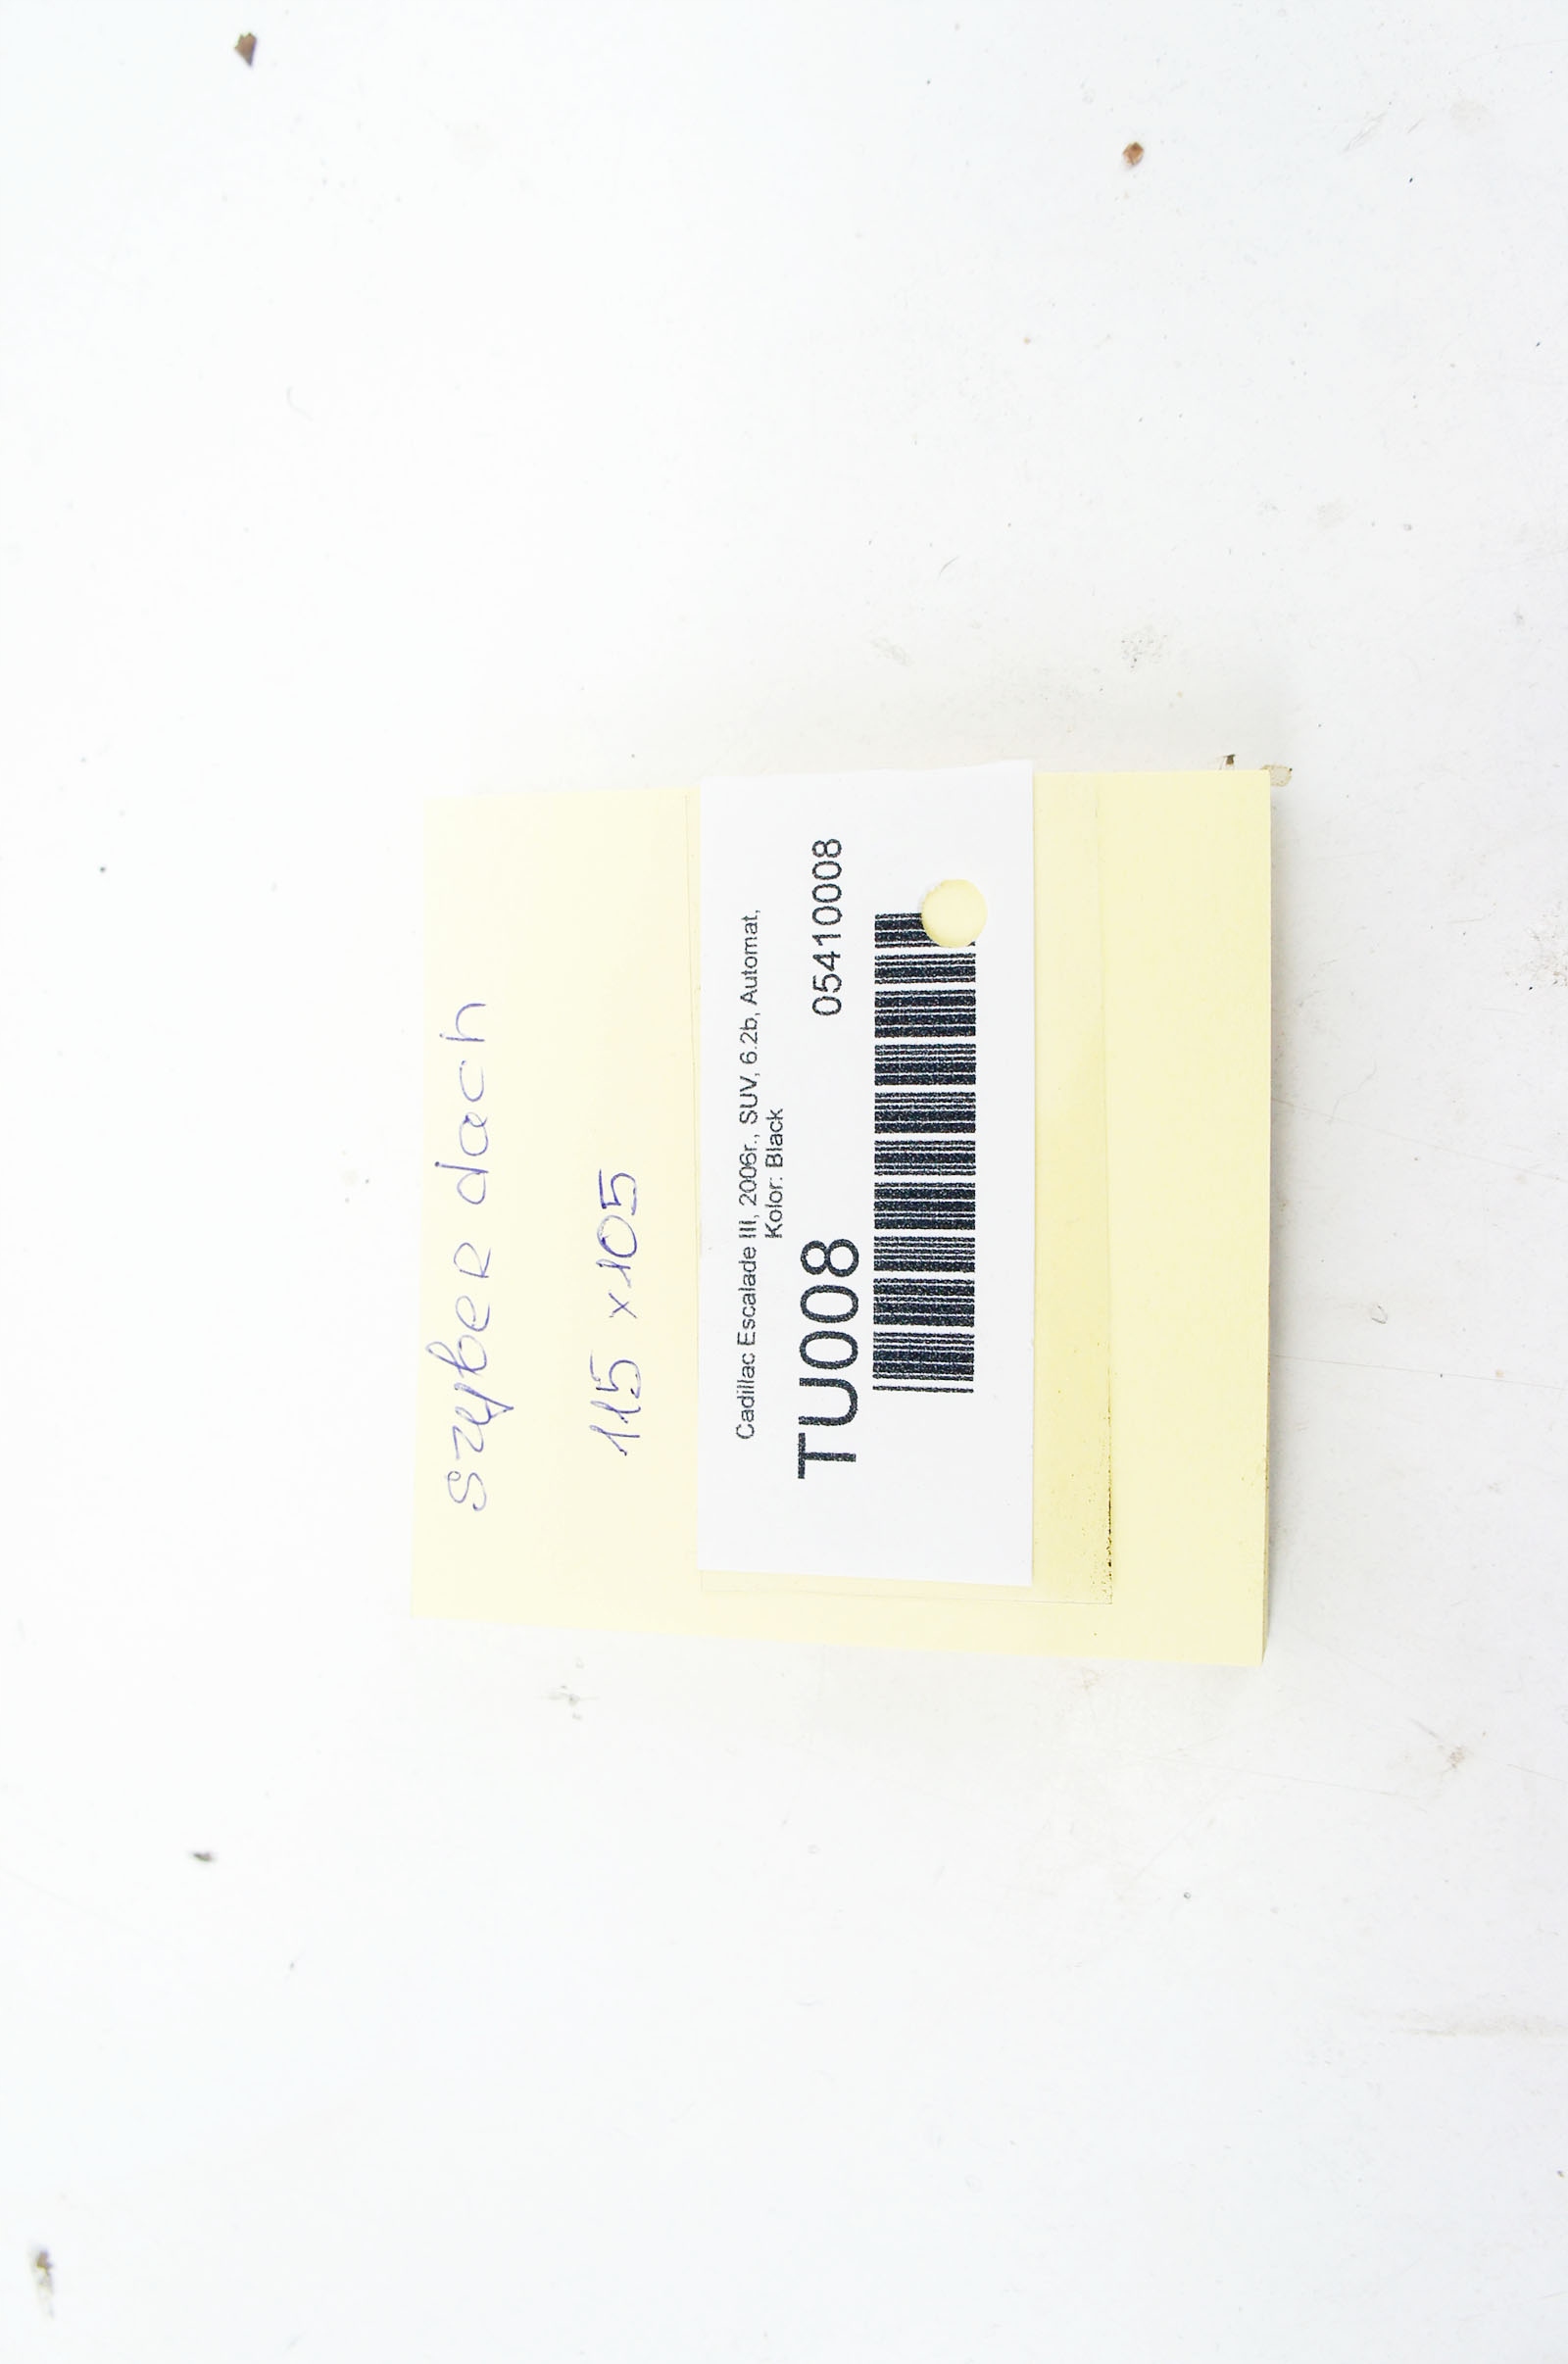 szyber dach
115 x 105
Cadillac Escalade III, 2006r., SUV, 6.2b, Automat,
Kolor: Black
TU008 05410008